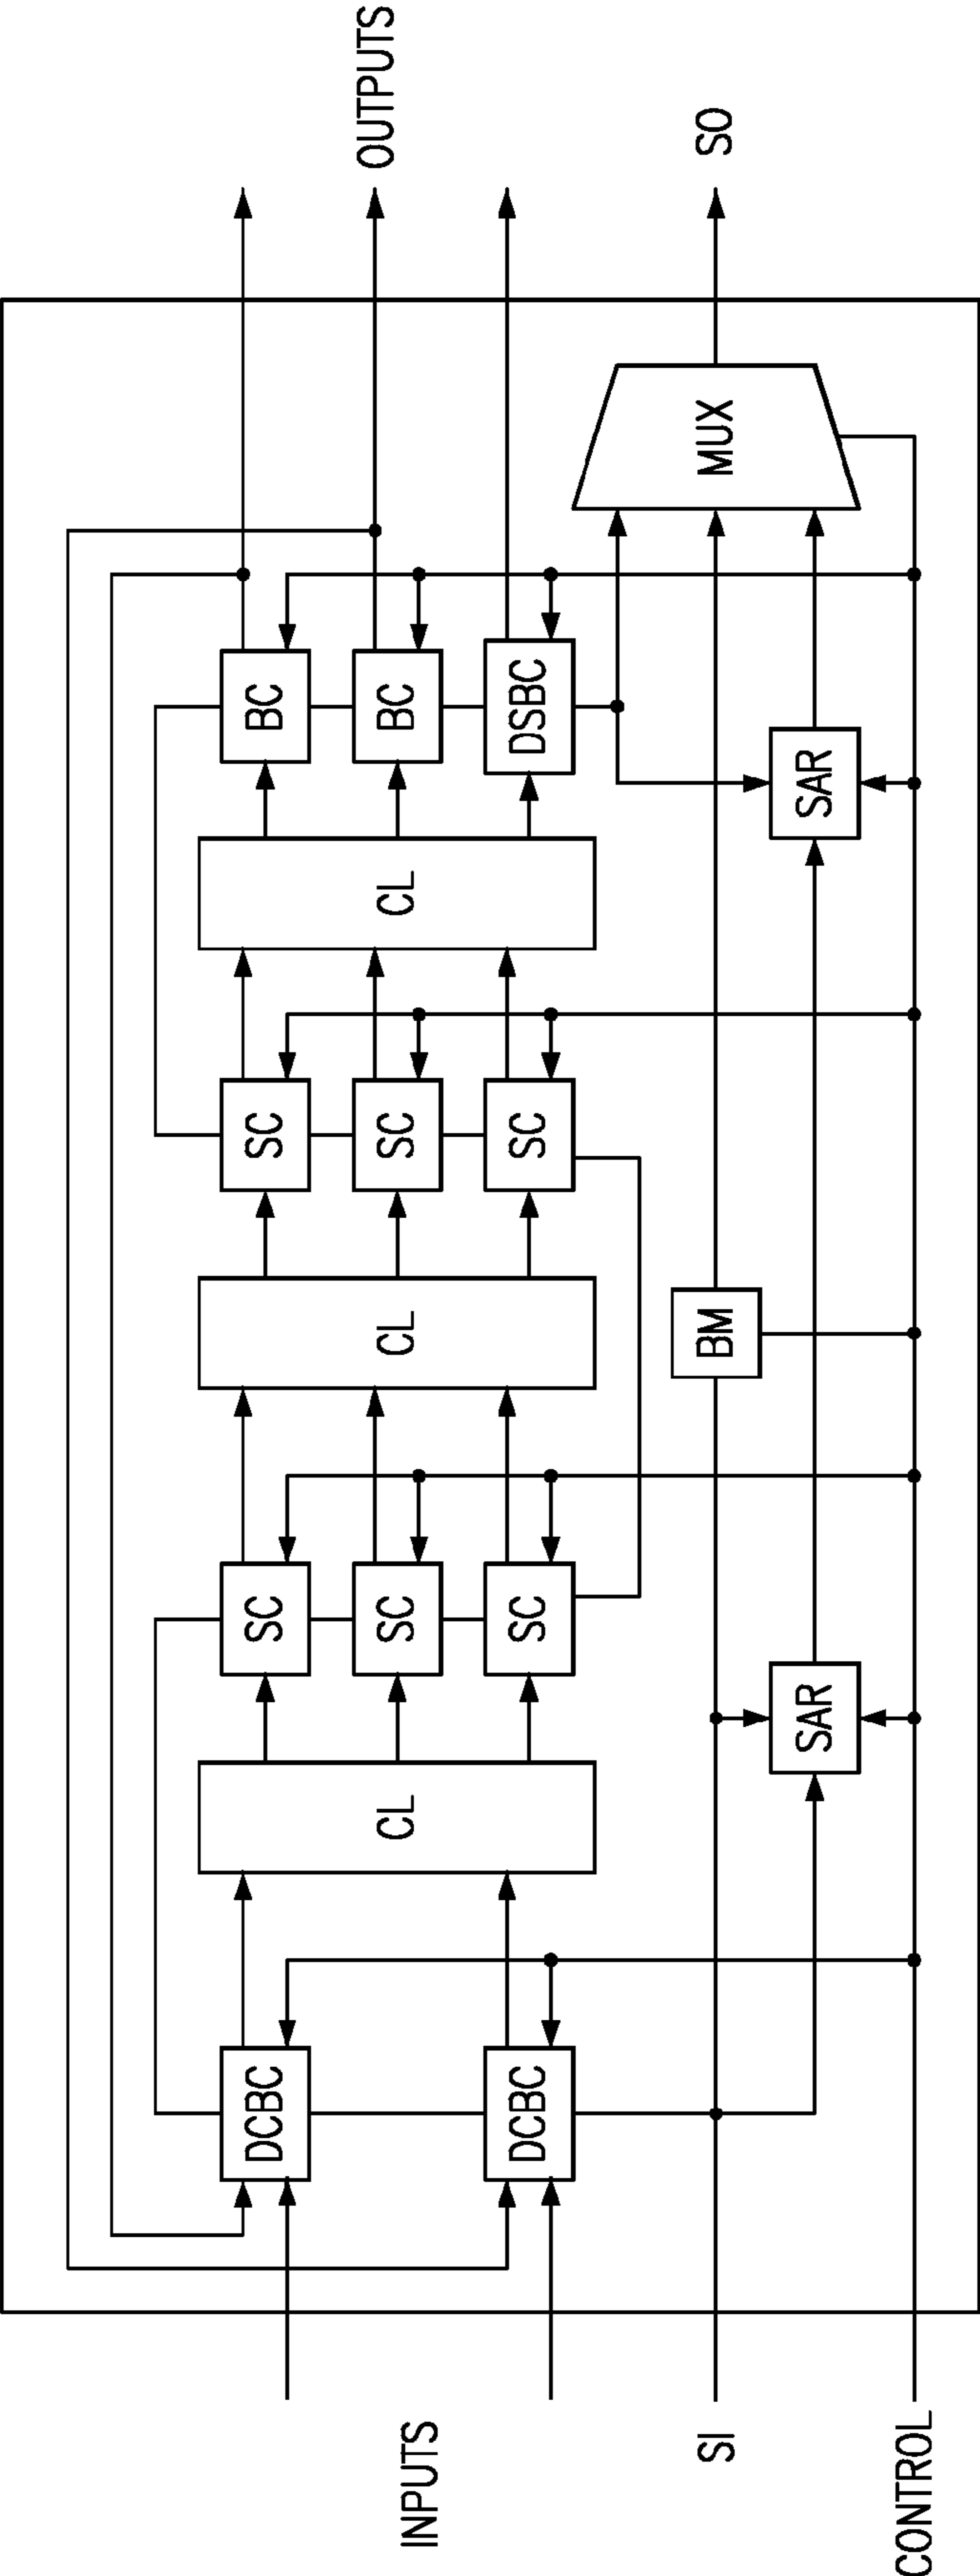 DCBC
SC
SC
BC
INPUTS
CL
SC
CL
SC
CL
BC
OUTPUTS
DCBC
SC
SC
DSBC
SI
BM
MUX
SO
SAR
SAR
CONTROL